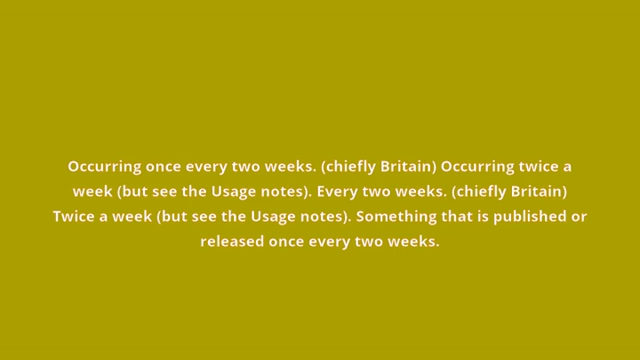 Occurring once every two weeks. (chiefly Britain) Occurring twice a
week (but see the Usage notes). Every two weeks. (chiefly Britain)
Twice a week (but see the Usage notes). Something that is published or
released once every two weeks.